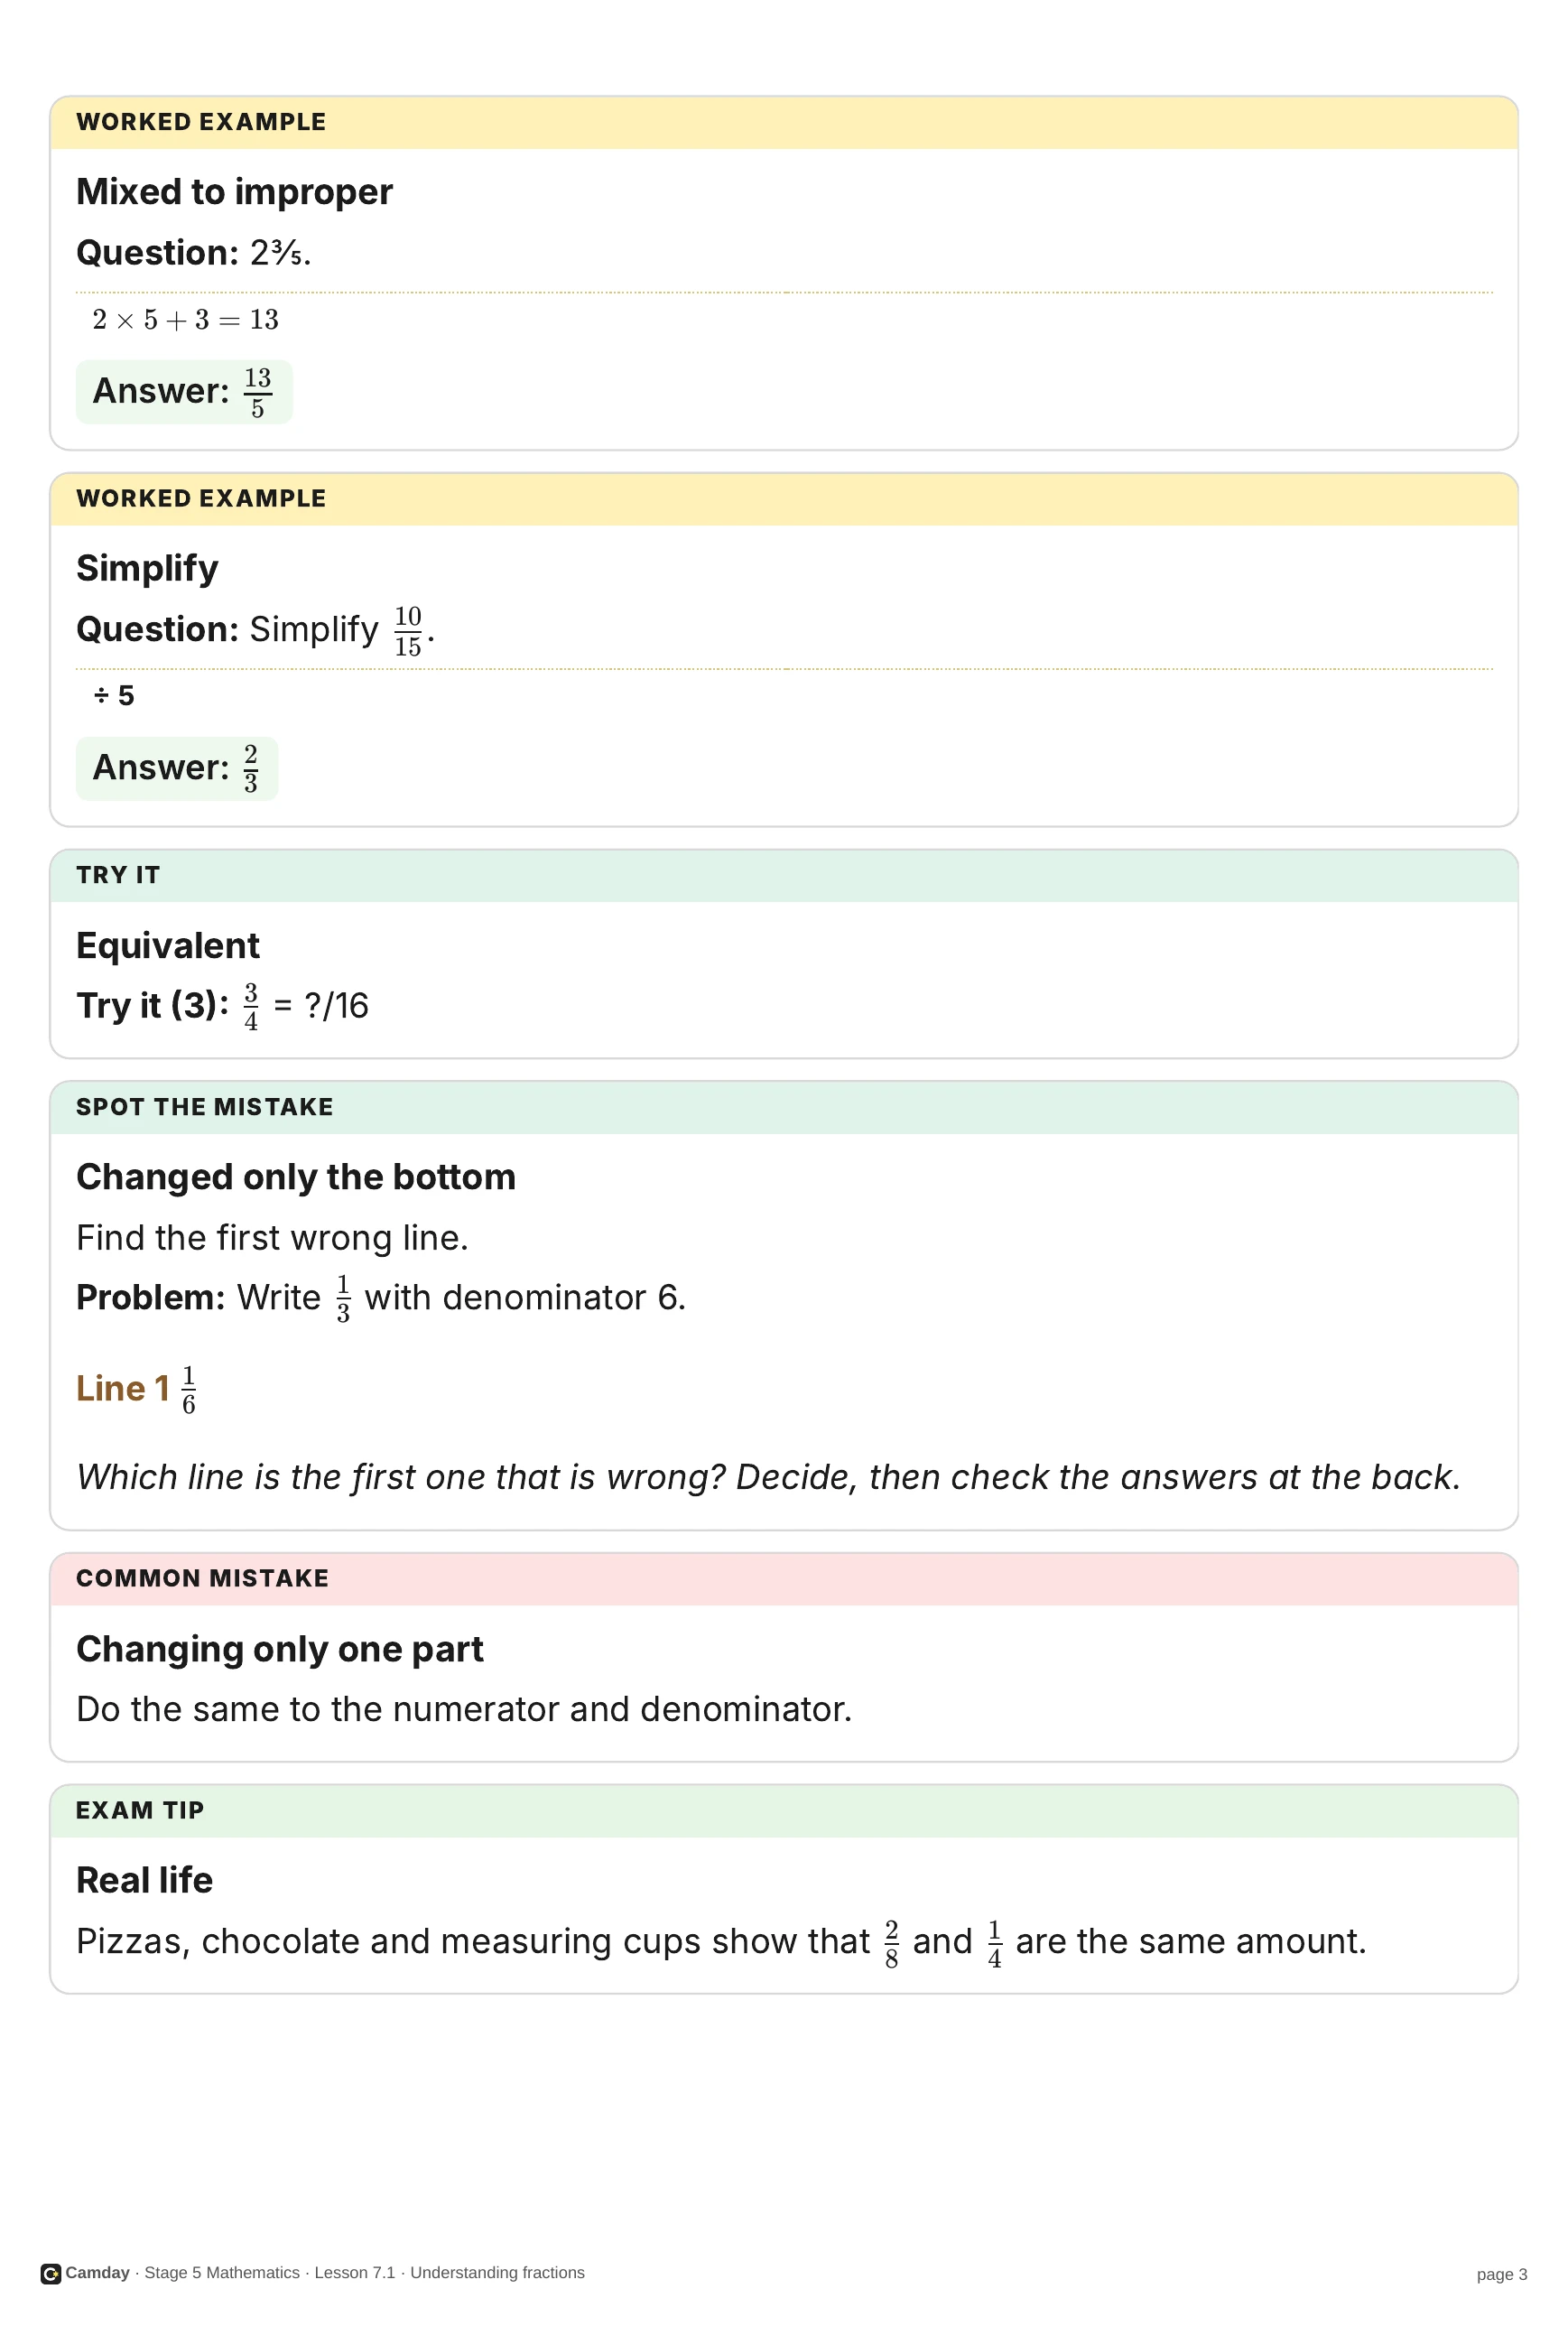 WORKED EXAMPLE
Mixed to improper
Question: 2⅗.
2 × 5 + 3 = 13
Answer: 13/5
WORKED EXAMPLE
Simplify
Question: Simplify 10/15.
÷ 5
Answer: 2/3
TRY IT
Equivalent
Try it (3): 3/4 = ?/16
SPOT THE MISTAKE
Changed only the bottom
Find the first wrong line.
Problem: Write 1/3 with denominator 6.
Line 1 1/6
Which line is the first one that is wrong? Decide, then check the answers at the back.
COMMON MISTAKE
Changing only one part
Do the same to the numerator and denominator.
EXAM TIP
Real life
Pizzas, chocolate and measuring cups show that 2/8 and 1/4 are the same amount.
Camday · Stage 5 Mathematics · Lesson 7.1 · Understanding fractions
page 3